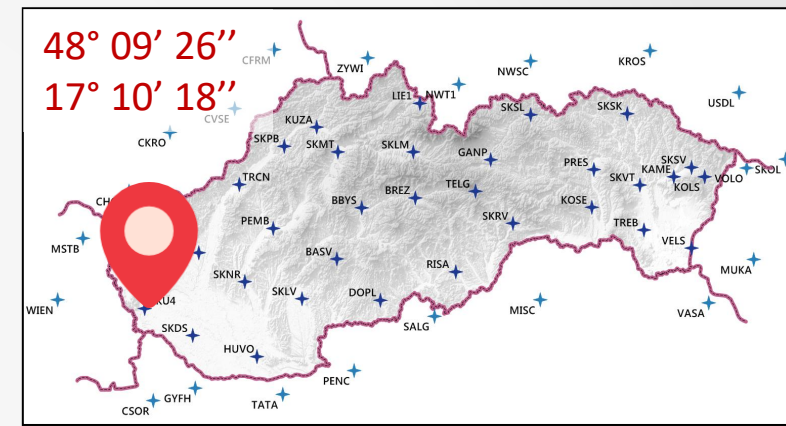 48° 09’ 26’’
17° 10’ 18’’
CFRM
ZYWI
NWSC
KROS
LIE1
NWT1
USDL
CVSE
SKSL
SKSK
KUZA
CKRO
SKPB
SKMT
SKLM
GANP
PRES
SKSV
KAME
SKVT
KOLS
VOLO
SKOL
TRCN
BREZ
TELG
BBYS
KOSE
PEMB
SKRV
TREB
MSTB
VELS
BASV
RISA
MUKA
SKNR
SKLV
DOPL
WIEN
MISC
VASA
SALG
SKDS
HUVO
PENC
GYFH
TATA
CSOR